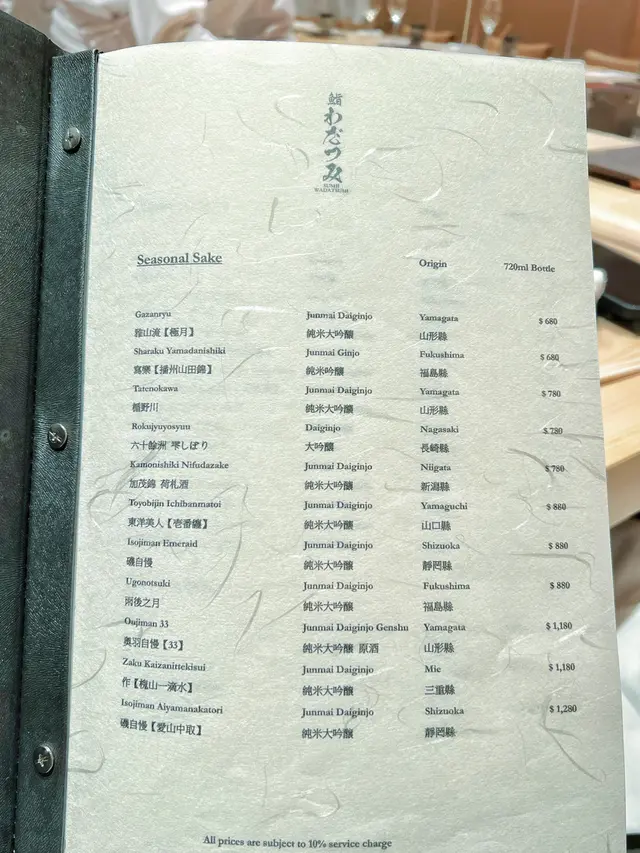 鮨
わだつみ
SUSHI
WADATSUMI
Seasonal Sake Origin 720ml Bottle
Gazanryu Junmai Daiginjo Yamagata $ 680
雅山流【極月】 純米大吟醸 山形縣
Sharaku Yamadanishiki Junmai Ginjo Fukushima $ 680
寫樂【播州山田錦】 純米吟醸 福島縣
Tatenokawa Junmai Daiginjo Yamagata $ 780
楯野川 純米大吟醸 山形縣
Rokujyuyosyuu Daiginjo Nagasaki $ 780
六十餘洲 雫しぼり 大吟醸 長崎縣
Kamonishiki Nifudazake Junmai Daiginjo Niigata $ 780
加茂錦 荷札酒 純米大吟醸 新潟縣
Toyobijin Ichibanmatoi Junmai Daiginjo Yamaguchi $ 880
東洋美人【壱番纏】 純米大吟醸 山口縣
Isojiman Emeraid Junmai Daiginjo Shizuoka $ 880
磯自慢 純米大吟醸 靜岡縣
Ugonotsuki Junmai Daiginjo Fukushima $ 880
雨後之月 純米大吟醸 福島縣
Oujiman 33 Junmai Daiginjo Genshu Yamagata $ 1,180
奥羽自慢【33】 純米大吟醸 原酒 山形縣
Zaku Kaizanittekisui Junmai Daiginjo Mie $ 1,180
作【槐山一滴水】 純米大吟醸 三重縣
Isojiman Aiyamanakatori Junmai Daiginjo Shizuoka $ 1,280
磯自慢【愛山中取】 純米大吟醸 靜岡縣
All prices are subject to 10% service charge